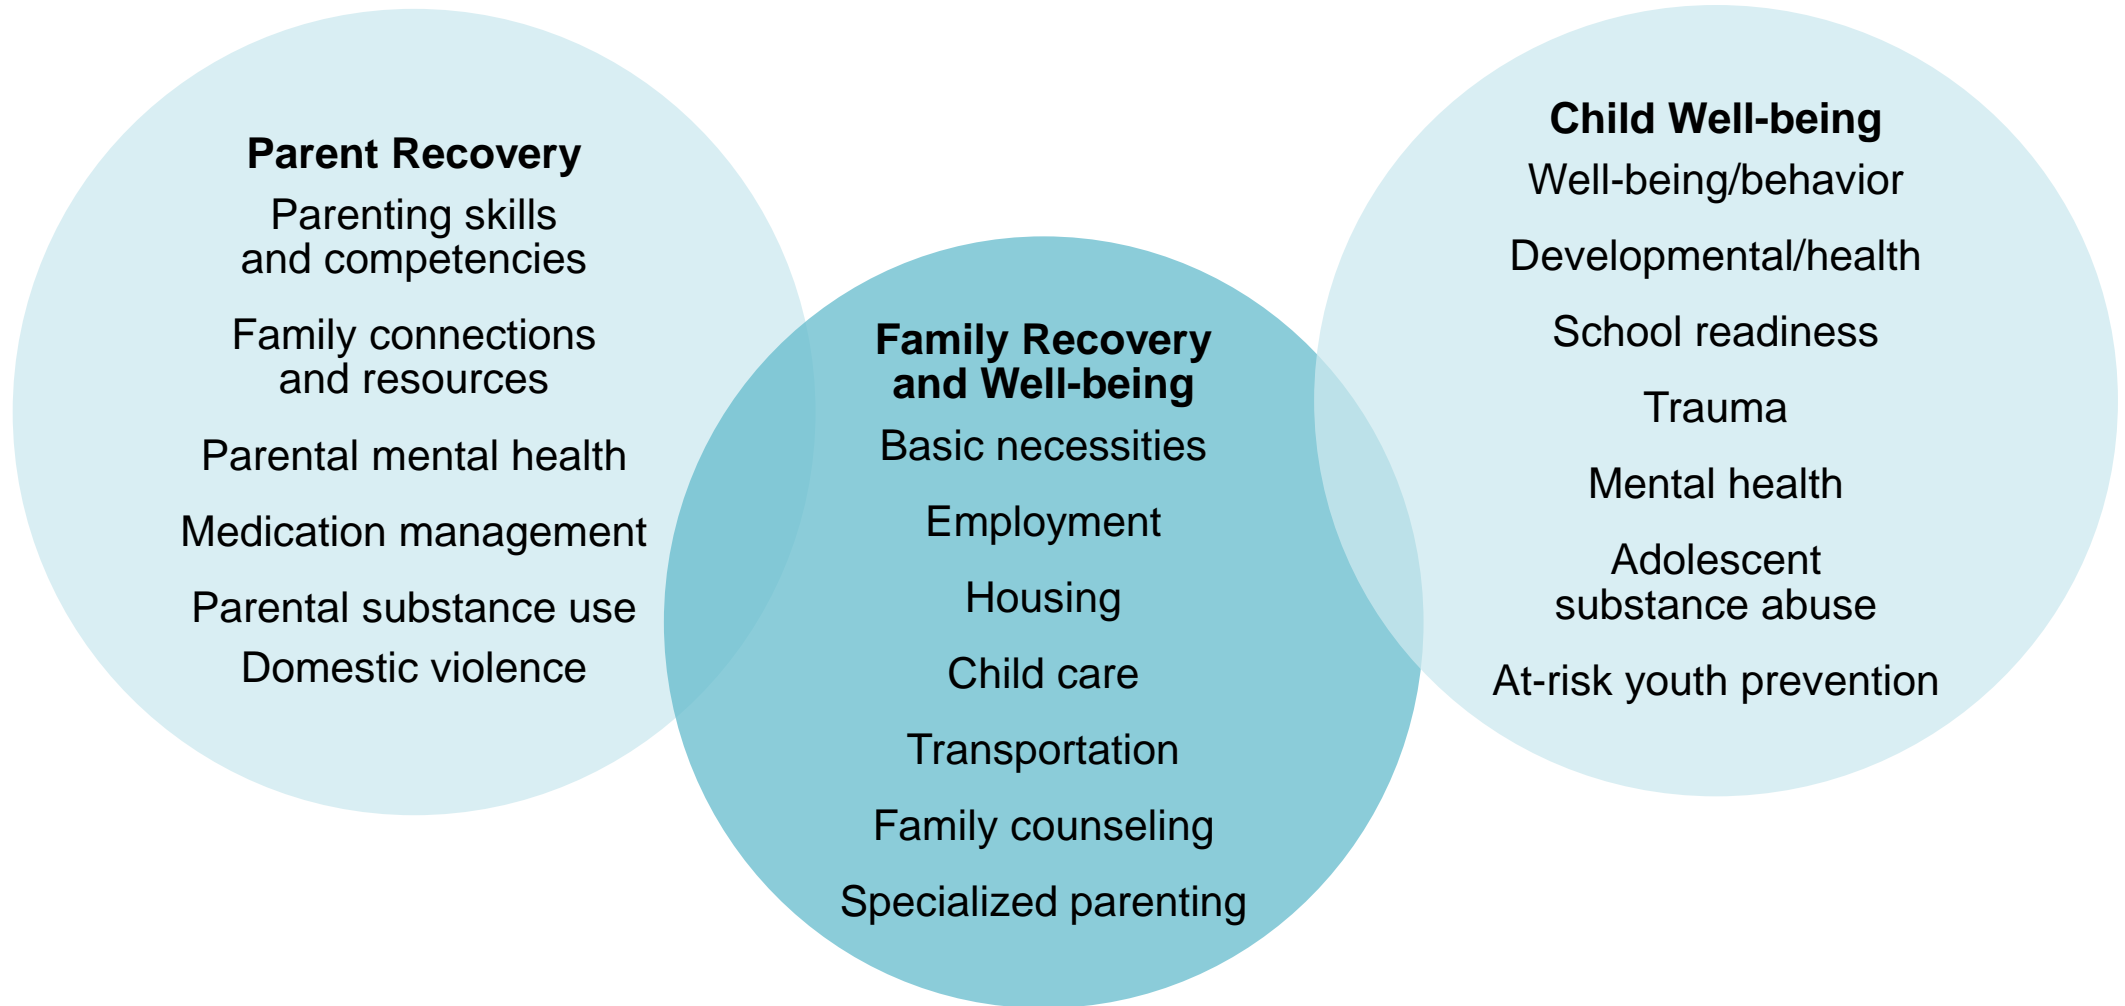 Parent Recovery
Parenting skills
and competencies
Family connections
and resources
Parental mental health
Medication management
Parental substance use
Domestic violence
Family Recovery
and Well-being
Basic necessities
Employment
Housing
Child care
Transportation
Family counseling
Specialized parenting
Child Well-being
Well-being/behavior
Developmental/health
School readiness
Trauma
Mental health
Adolescent
substance abuse
At-risk youth prevention